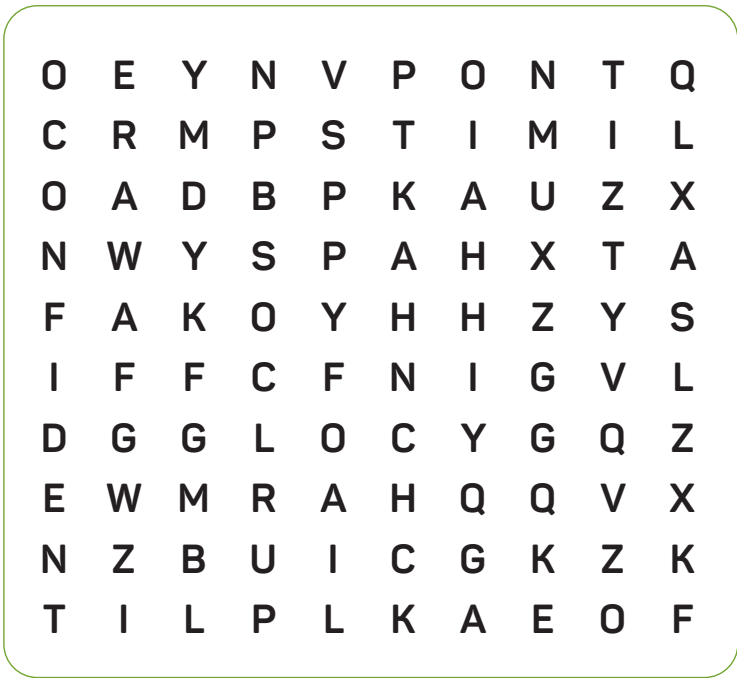 O E Y N V P O N T Q
C R M P S T I M I L
O A D B P K A U Z X
N W Y S P A H X T A
F A K O Y H H Z Y S
I F F C F N I G V L
D G G L O C Y G Q Z
E W M R A H Q Q V X
N Z B U I C G K Z K
T I L P L K A E O F